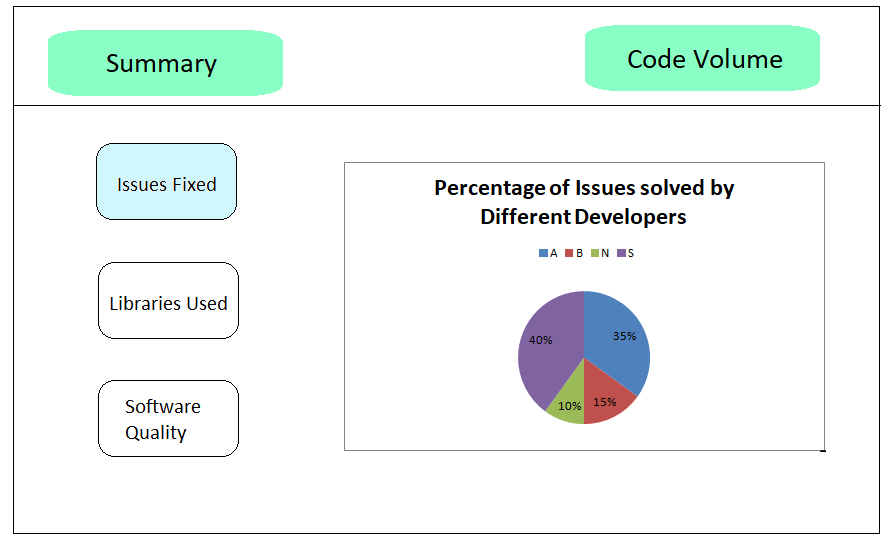 Summary
Code Volume
Issues Fixed
Libraries Used
Software
Quality
Percentage of Issues solved by
Different Developers
A B N S
40%
35%
10%
15%